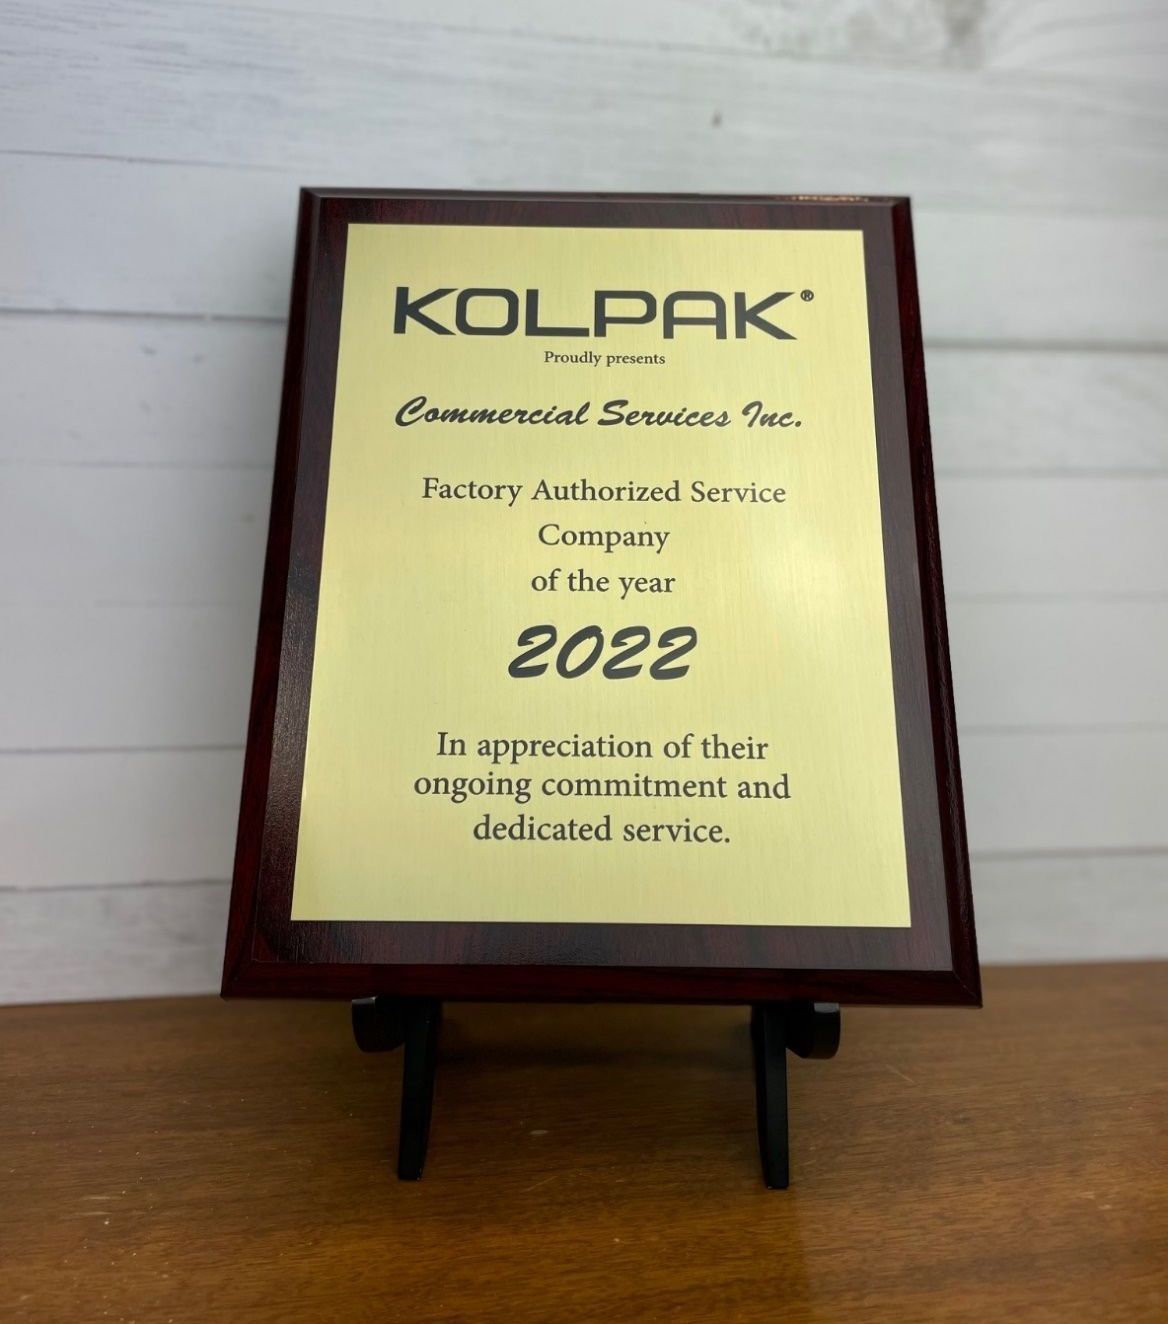 KOLPAK®
Proudly presents
Commercial Services Inc.
Factory Authorized Service
Company
of the year
2022
In appreciation of their
ongoing commitment and
dedicated service.